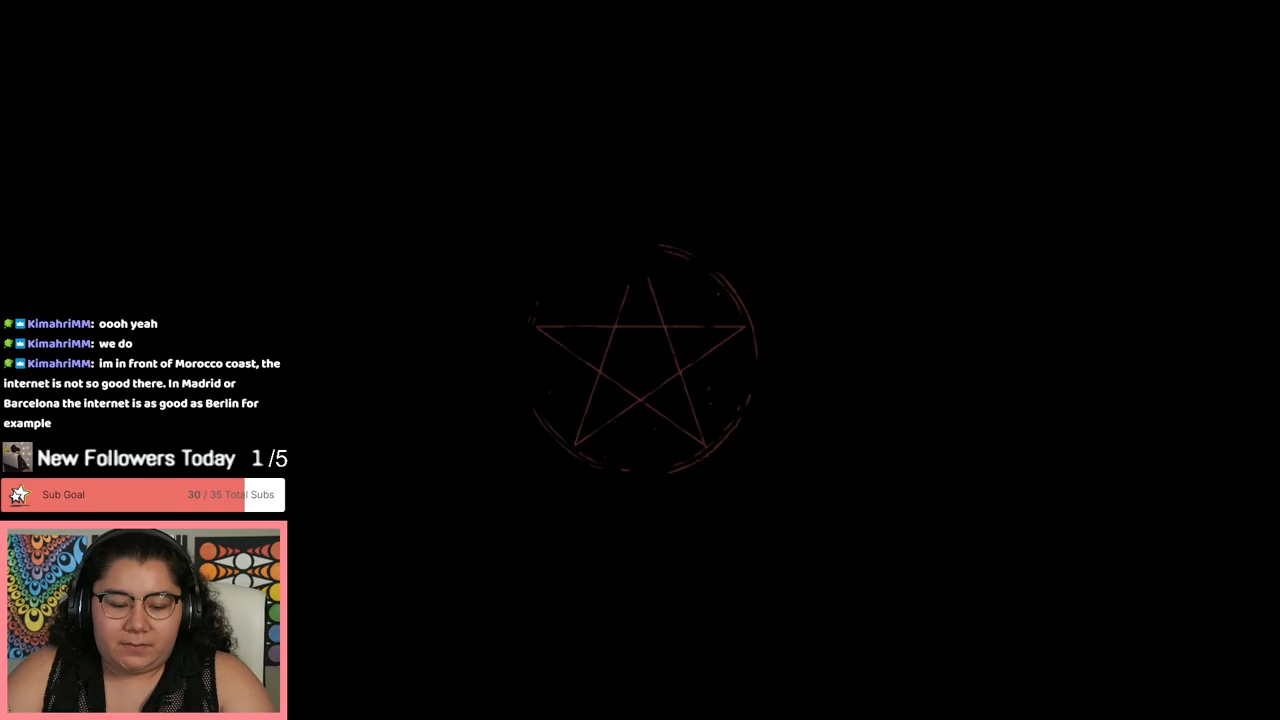 KimahriMM: oooh yeah
KimahriMM: we do
KimahriMM: im in front of Morocco coast, the
internet is not so good there. In Madrid or
Barcelona the internet is as good as Berlin for
example
New Followers Today 1 /5
Sub Goal 30 / 35 Total Subs